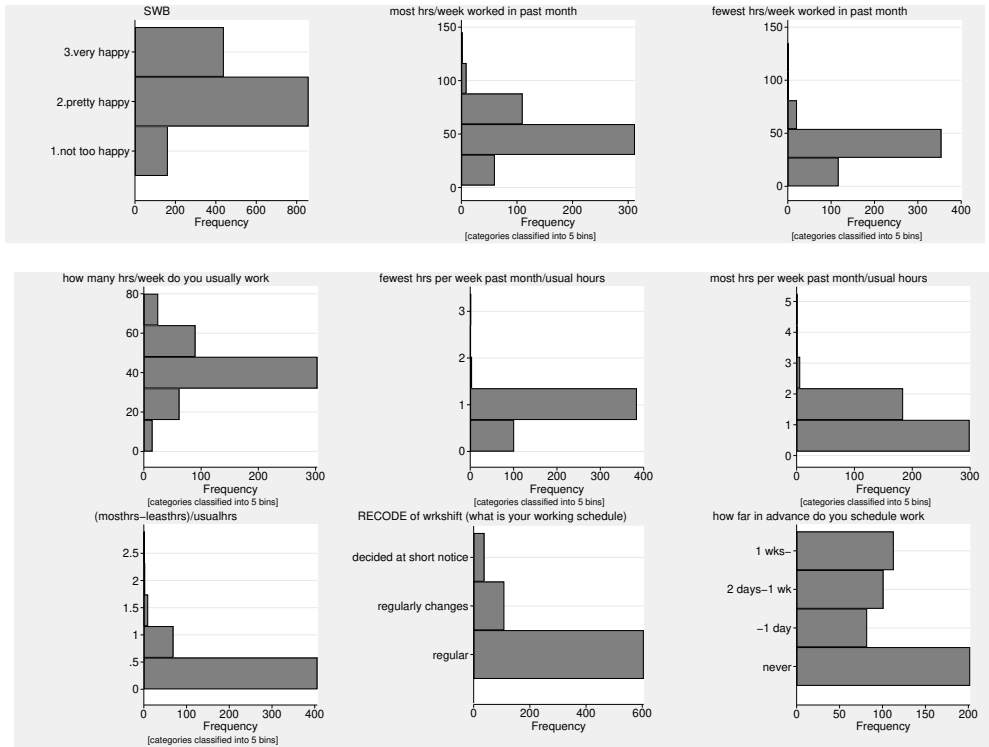 SWB
3.very happy
2.pretty happy
1.not too happy
0 200 400 600 800
Frequency
most hrs/week worked in past month
150
100
50
0
0 100 200 300
Frequency
[categories classified into 5 bins]
fewest hrs/week worked in past month
150
100
50
0
0 100 200 300 400
Frequency
[categories classified into 5 bins]
how many hrs/week do you usually work
80
60
40
20
0
0 100 200 300
Frequency
[categories classified into 5 bins]
fewest hrs per week past month/usual hours
3
2
1
0
0 100 200 300 400
Frequency
[categories classified into 5 bins]
most hrs per week past month/usual hours
5
4
3
2
1
0
0 100 200 300
Frequency
[categories classified into 5 bins]
(mosthrs−leasthrs)/usualhrs
2.5
2
1.5
1
.5
0
0 100 200 300 400
Frequency
[categories classified into 5 bins]
RECODE of wrkshift (what is your working schedule)
decided at short notice
regularly changes
regular
0 200 400 600
Frequency
how far in advance do you schedule work
1 wks−
2 days−1 wk
−1 day
never
0 50 100 150 200
Frequency